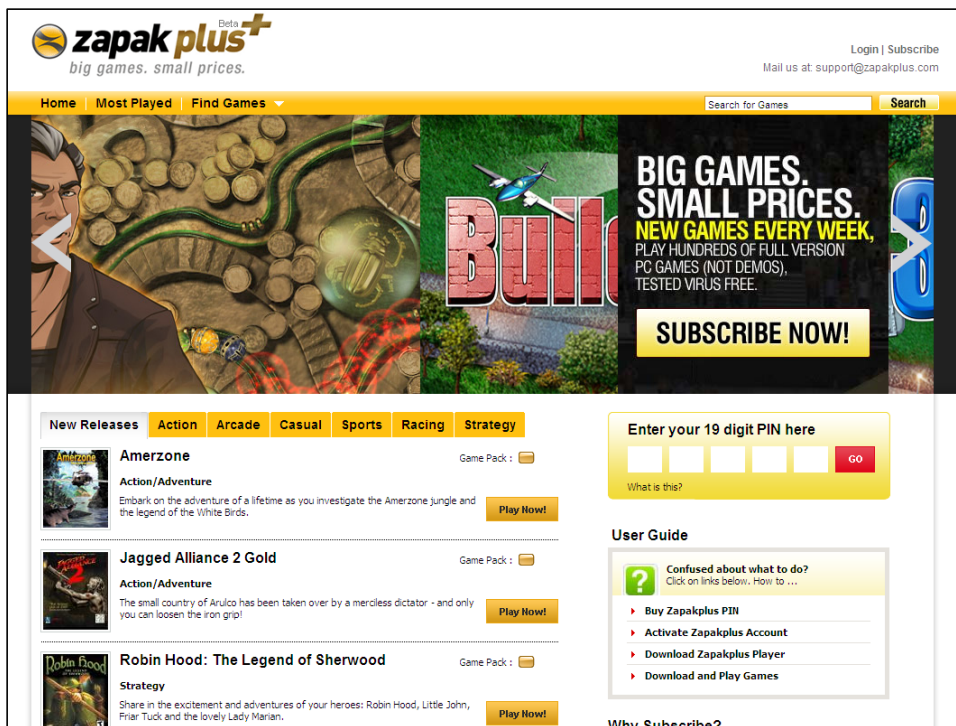 Beta
zapak plus+
big games. small prices.
Login | Subscribe
Mail us at: support@zapakplus.com
Home Most Played Find Games
Search for Games Search
BIG GAMES.
SMALL PRICES.
NEW GAMES EVERY WEEK,
PLAY HUNDREDS OF FULL VERSION
PC GAMES (NOT DEMOS),
TESTED VIRUS FREE.
SUBSCRIBE NOW!
New Releases Action Arcade Casual Sports Racing Strategy
Amerzone
Amerzone
Game Pack :
Action/Adventure
Embark on the adventure of a lifetime as you investigate the Amerzone jungle and
the legend of the White Birds.
Play Now!
Jagged Alliance 2 Gold
Game Pack :
Action/Adventure
The small country of Arulco has been taken over by a merciless dictator - and only
you can loosen the iron grip!
Play Now!
JAGGED ALLIANCE
2
Robin Hood: The Legend of Sherwood
Game Pack :
Strategy
Share in the excitement and adventures of your heroes: Robin Hood, Little John,
Friar Tuck and the lovely Lady Marian.
Play Now!
Robin Hood
Enter your 19 digit PIN here
GO
What is this?
User Guide
?
Confused about what to do?
Click on links below. How to ...
Buy Zapakplus PIN
Activate Zapakplus Account
Download Zapakplus Player
Download and Play Games
Why Subscribe?